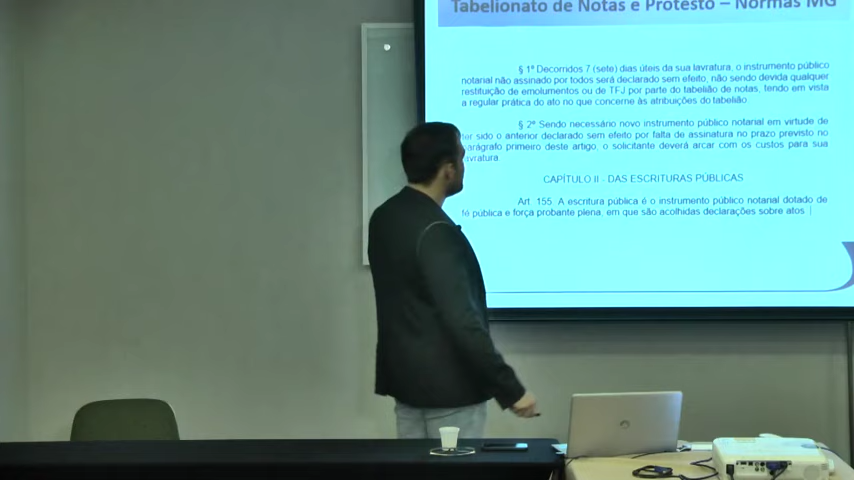 Tabelionato de Notas e Protesto – Normas MG
§ 1º Decorridos 7 (sete) dias úteis da sua lavratura, o instrumento público
notarial não assinado por todos será declarado sem efeito, não sendo devida qualquer
restituição de emolumentos ou de TFJ por parte do tabelião de notas, tendo em vista
a regular prática do ato no que concerne às atribuições do tabelião.
§ 2º Sendo necessário novo instrumento público notarial em virtude de
ter sido o anterior declarado sem efeito por falta de assinatura no prazo previsto no
parágrafo primeiro deste artigo, o solicitante deverá arcar com os custos para sua
lavratura.
CAPÍTULO II - DAS ESCRITURAS PÚBLICAS
Art. 155. A escritura pública é o instrumento público notarial dotado de
fé pública e força probante plena, em que são acolhidas declarações sobre atos
hp